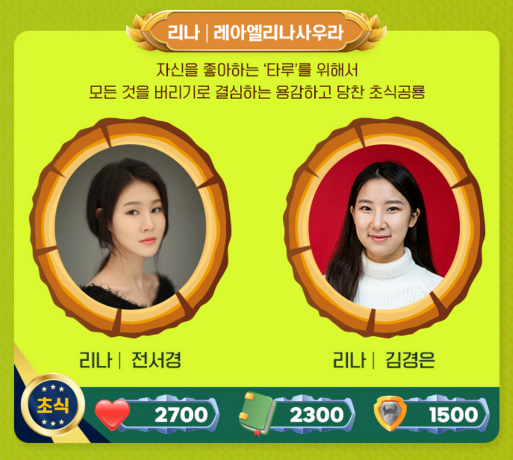 리나 | 레아엘리나사우라
자신을 좋아하는 ‘타루’를 위해서
모든 것을 버리기로 결심하는 용감하고 당찬 초식공룡
리나 | 전서경
리나 | 김경은
초식
2700
2300
1500